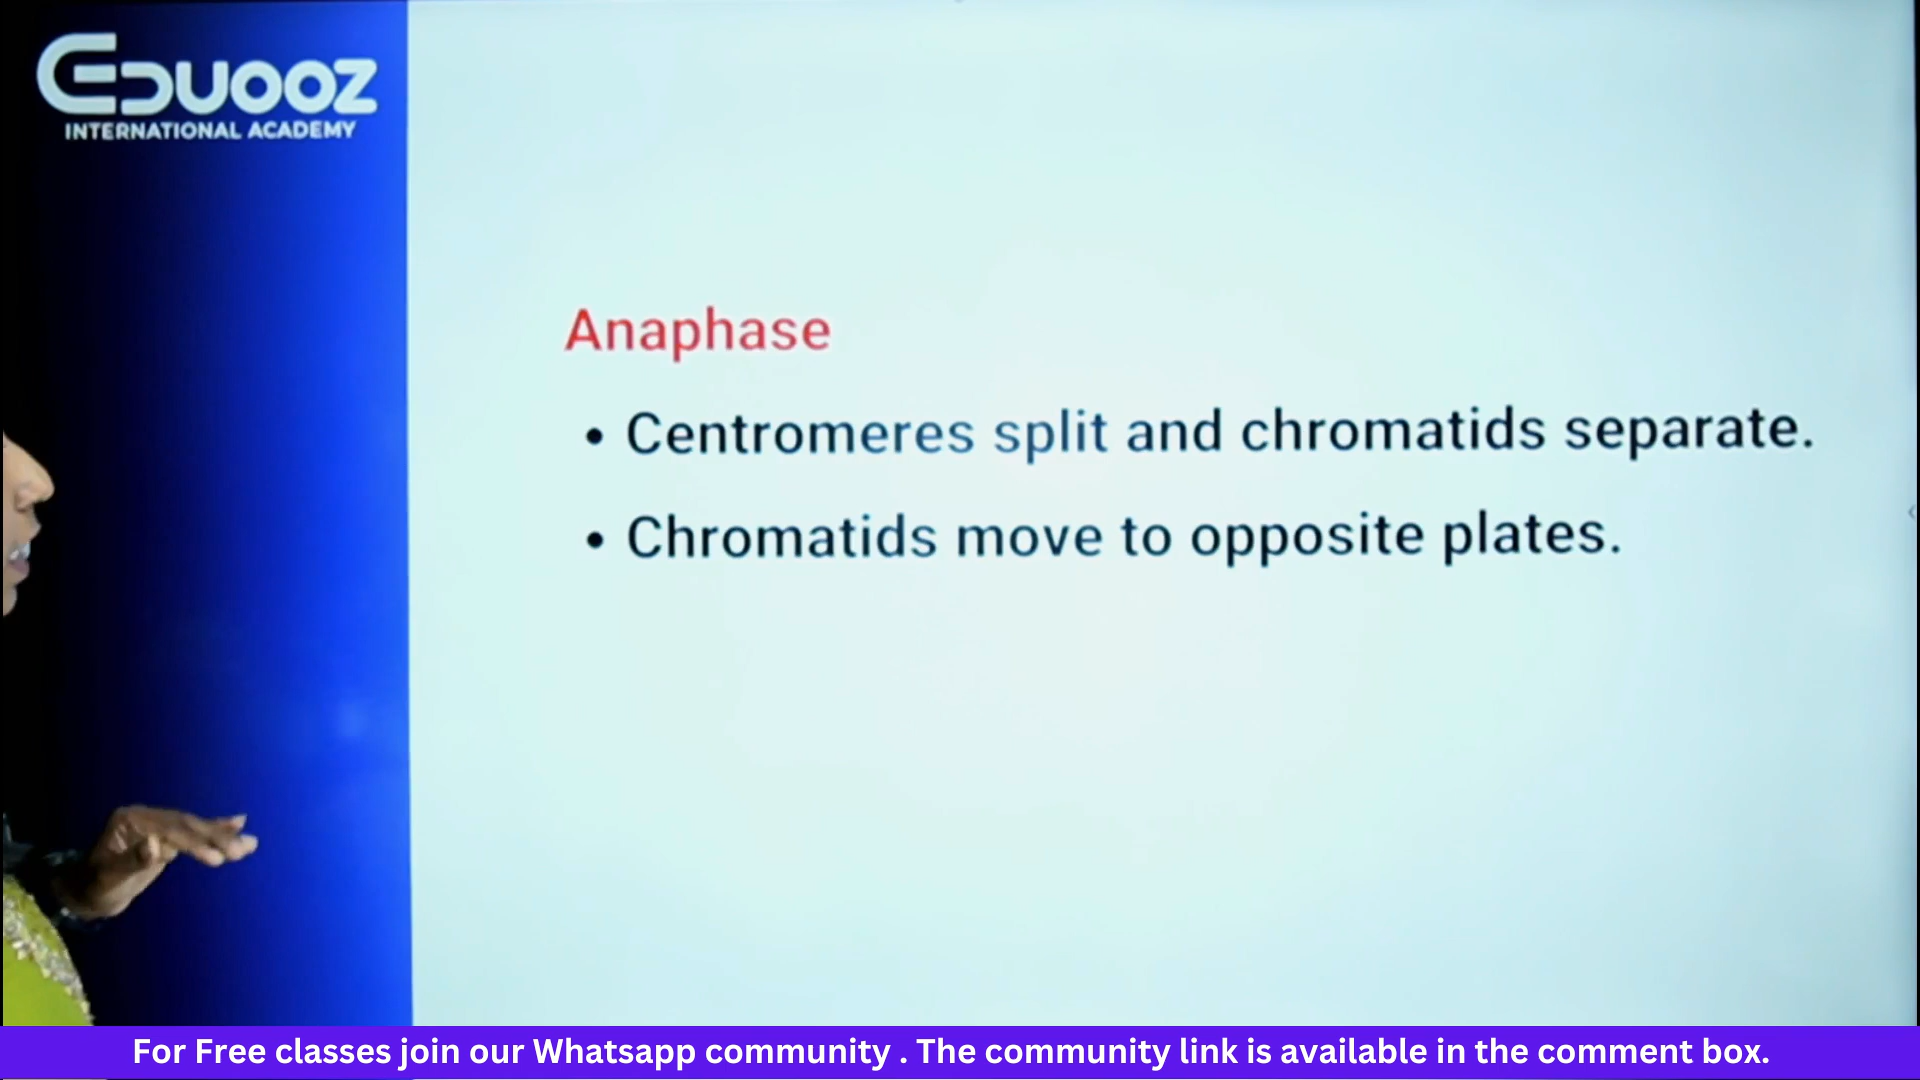 EDUOOZ
INTERNATIONAL ACADEMY
Anaphase
• Centromeres split and chromatids separate.
• Chromatids move to opposite plates.
For Free classes join our Whatsapp community . The community link is available in the comment box.